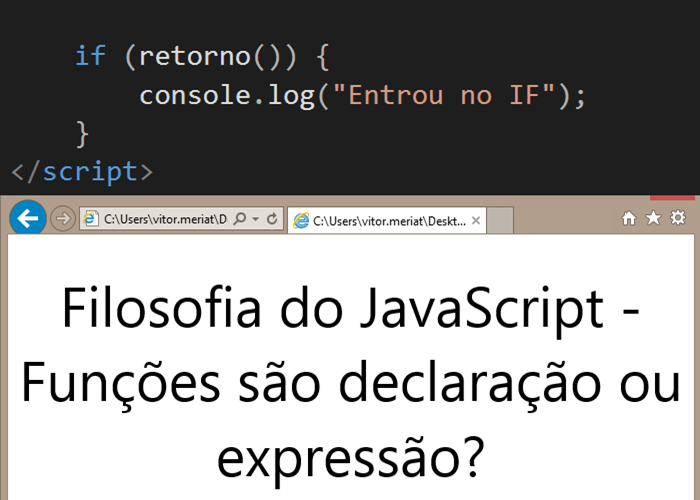 if (retorno()) {
console.log("Entrou no IF");
}
</script>
C:\Users\vitor.meriat\D
C:\Users\vitor.meriat\Deskt...
Filosofia do JavaScript -
Funções são declaração ou
expressão?